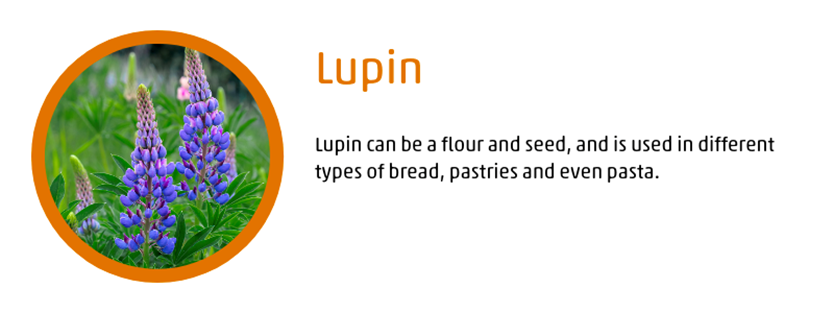 Lupin
Lupin can be a flour and seed, and is used in different
types of bread, pastries and even pasta.